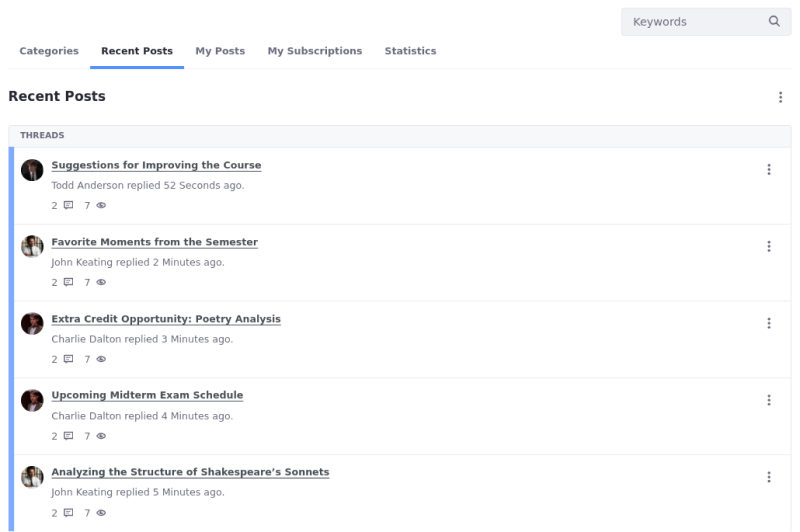 Keywords
Categories Recent Posts My Posts My Subscriptions Statistics
Recent Posts
THREADS
Suggestions for Improving the Course
Todd Anderson replied 52 Seconds ago.
2 7
Favorite Moments from the Semester
John Keating replied 2 Minutes ago.
2 7
Extra Credit Opportunity: Poetry Analysis
Charlie Dalton replied 3 Minutes ago.
2 7
Upcoming Midterm Exam Schedule
Charlie Dalton replied 4 Minutes ago.
2 7
Analyzing the Structure of Shakespeare’s Sonnets
John Keating replied 5 Minutes ago.
2 7